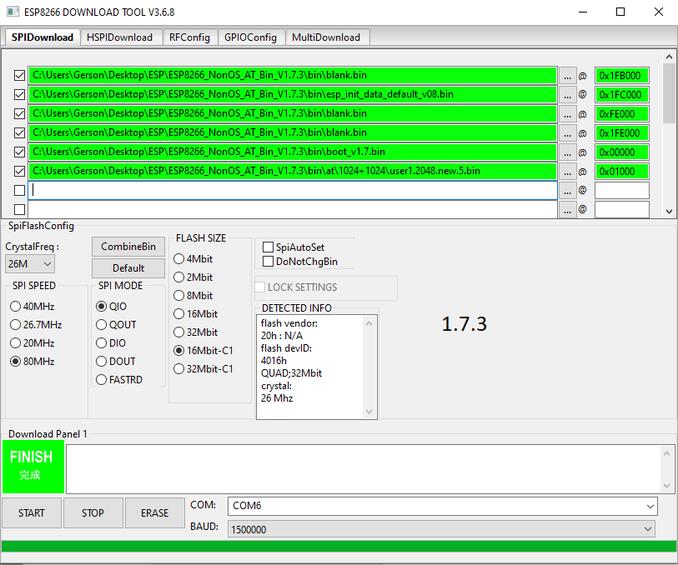 ESP8266 DOWNLOAD TOOL V3.6.8
SPIDownload HSPIDownload RFConfig GPIOConfig MultiDownload
C:\Users\Gerson\Desktop\ESP\ESP8266_NonOS_AT_Bin_V1.7.3\bin\blank.bin ... @ 0x1FB000
C:\Users\Gerson\Desktop\ESP\ESP8266_NonOS_AT_Bin_V1.7.3\bin\esp_init_data_default_v08.bin ... @ 0x1FC000
C:\Users\Gerson\Desktop\ESP\ESP8266_NonOS_AT_Bin_V1.7.3\bin\blank.bin ... @ 0xFE000
C:\Users\Gerson\Desktop\ESP\ESP8266_NonOS_AT_Bin_V1.7.3\bin\blank.bin ... @ 0x1FE000
C:\Users\Gerson\Desktop\ESP\ESP8266_NonOS_AT_Bin_V1.7.3\bin\boot_v1.7.bin ... @ 0x00000
C:\Users\Gerson\Desktop\ESP\ESP8266_NonOS_AT_Bin_V1.7.3\bin\at\1024+1024\user1.2048.new.5.bin ... @ 0x01000
... @
... @
SpiFlashConfig
CrystalFreq :
26M
CombineBin
Default
SPI SPEED
40MHz
26.7MHz
20MHz
80MHz
SPI MODE
QIO
QOUT
DIO
DOUT
FASTRD
FLASH SIZE
4Mbit
2Mbit
8Mbit
16Mbit
32Mbit
16Mbit-C1
32Mbit-C1
SpiAutoSet
DoNotChgBin
LOCK SETTINGS
DETECTED INFO
flash vendor:
20h : N/A
flash devID:
4016h
QUAD;32Mbit
crystal:
26 Mhz
1.7.3
Download Panel 1
FINISH
完成
START STOP ERASE
COM: COM6
BAUD: 1500000